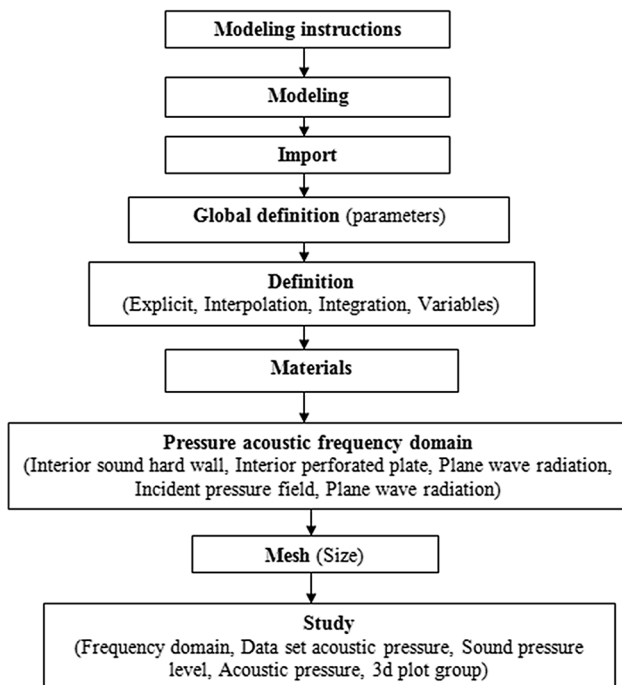 Modeling instructions
Modeling
Import
Global definition (parameters)
Definition
(Explicit, Interpolation, Integration, Variables)
Materials
Pressure acoustic frequency domain
(Interior sound hard wall, Interior perforated plate, Plane wave radiation,
Incident pressure field, Plane wave radiation)
Mesh (Size)
Study
(Frequency domain, Data set acoustic pressure, Sound pressure
level, Acoustic pressure, 3d plot group)